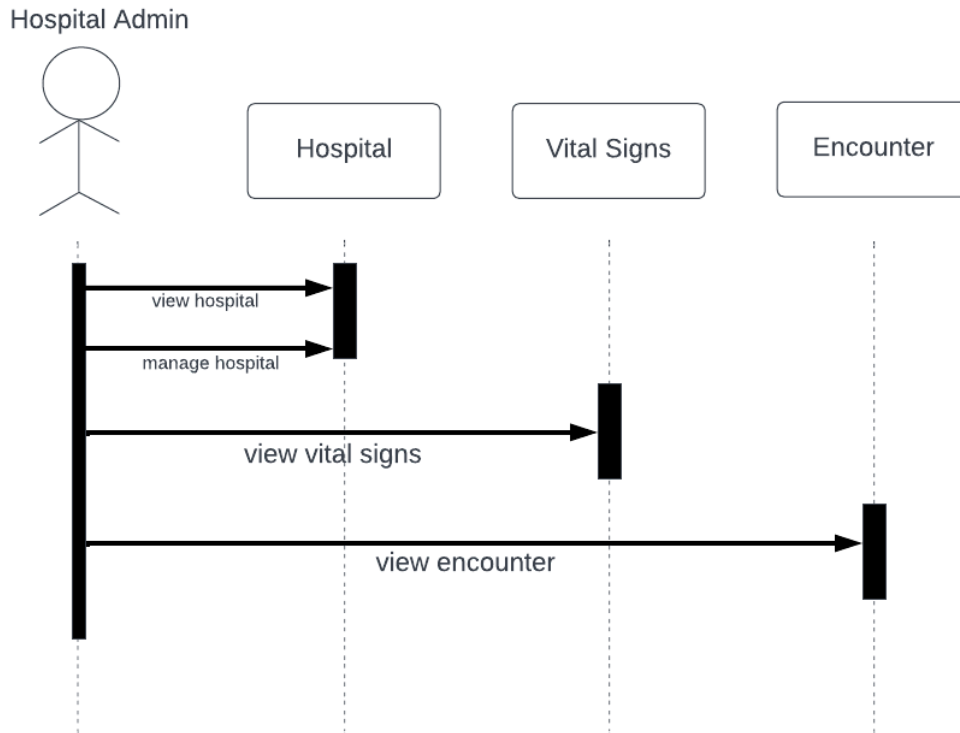 Hospital Admin
Hospital
Vital Signs
Encounter
view hospital
manage hospital
view vital signs
view encounter